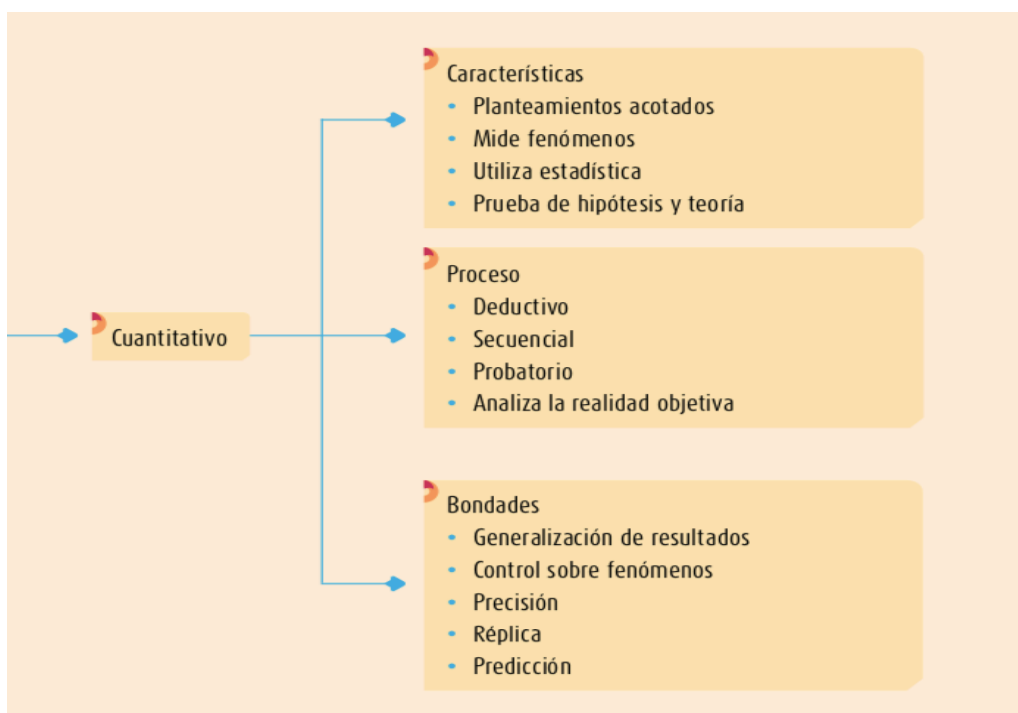 Características
• Planteamientos acotados
• Mide fenómenos
• Utiliza estadística
• Prueba de hipótesis y teoría
Proceso
• Deductivo
• Secuencial
• Probatorio
• Analiza la realidad objetiva
Cuantitativo
Bondades
• Generalización de resultados
• Control sobre fenómenos
• Precisión
• Réplica
• Predicción